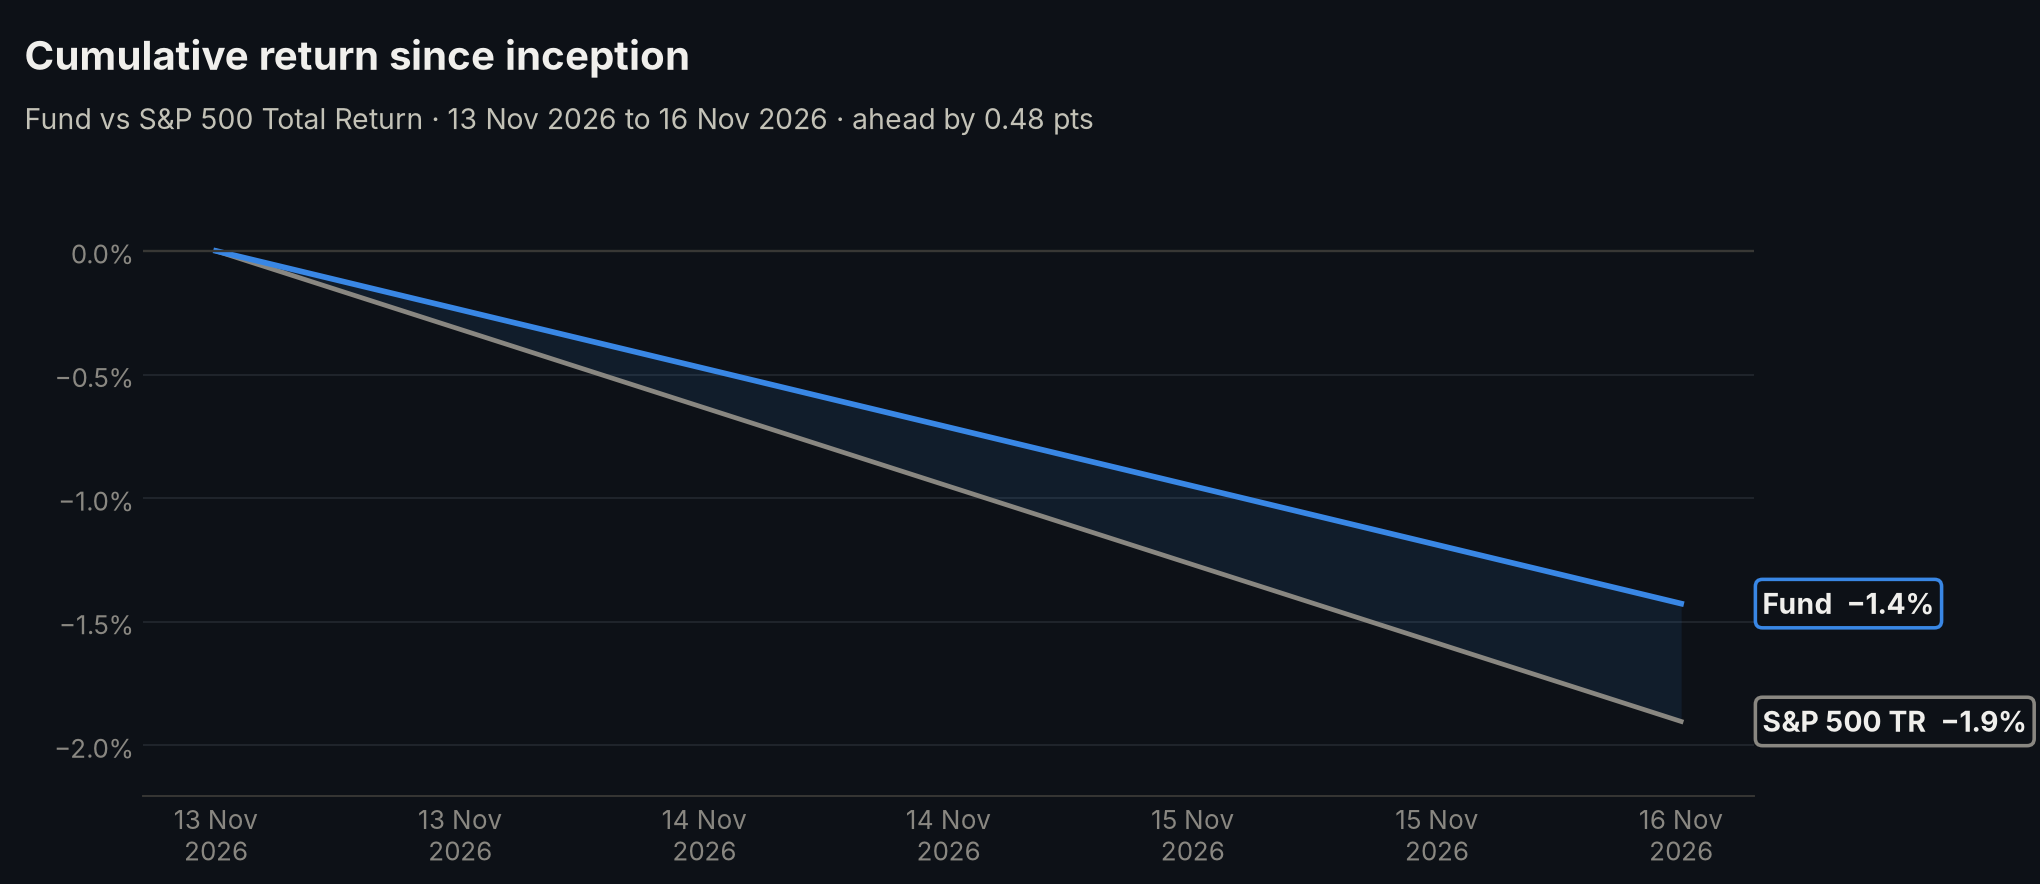 Cumulative return since inception
Fund vs S&P 500 Total Return · 13 Nov 2026 to 16 Nov 2026 · ahead by 0.48 pts
0.0%
−0.5%
−1.0%
−1.5%
−2.0%
Fund −1.4%
S&P 500 TR −1.9%
13 Nov 13 Nov 14 Nov 14 Nov 15 Nov 15 Nov 16 Nov
2026 2026 2026 2026 2026 2026 2026